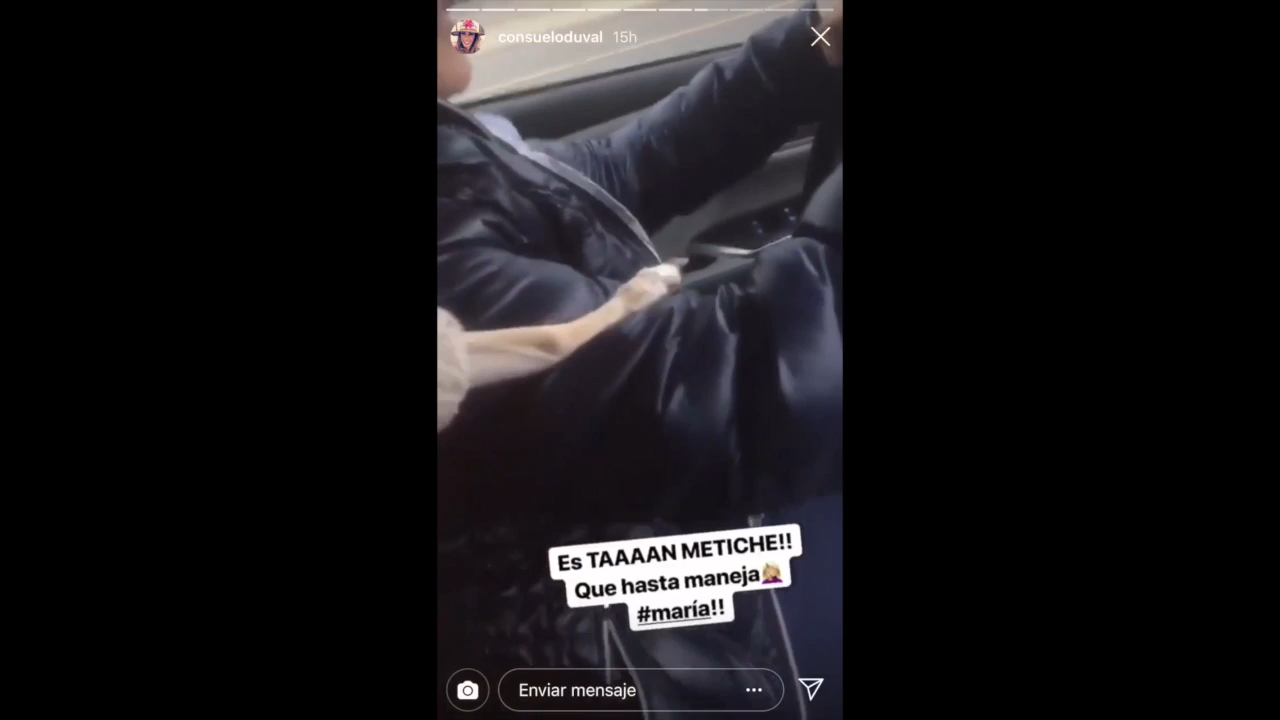 consueloduval 15h
Es TAAAAN METICHE!!
Que hasta maneja🤦🏼‍♀️
#maría!!
Enviar mensaje